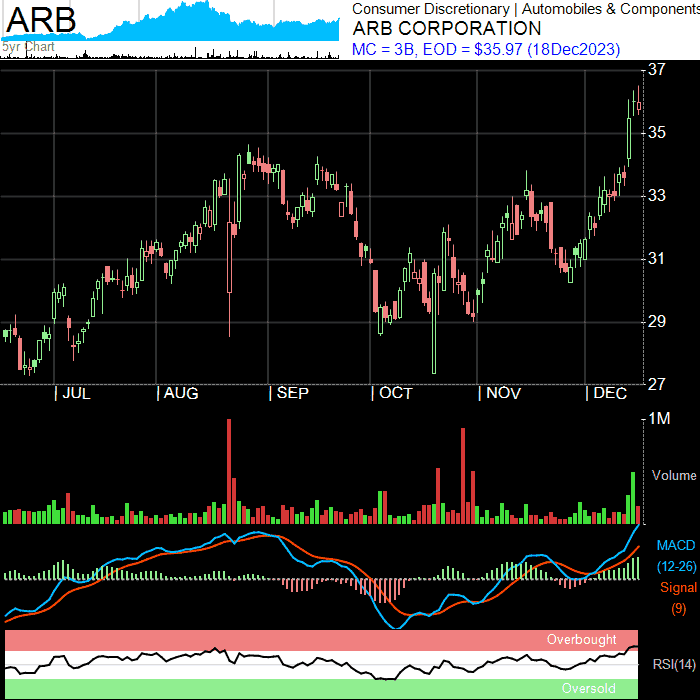 ARB
5yr Chart
Consumer Discretionary | Automobiles & Components
ARB CORPORATION
MC = 3B, EOD = $35.97 (18Dec2023)
37
35
33
31
29
27
| JUL | AUG | SEP | OCT | NOV | DEC
1M
Volume
MACD
(12-26)
Signal
(9)
Overbought
RSI(14)
Oversold